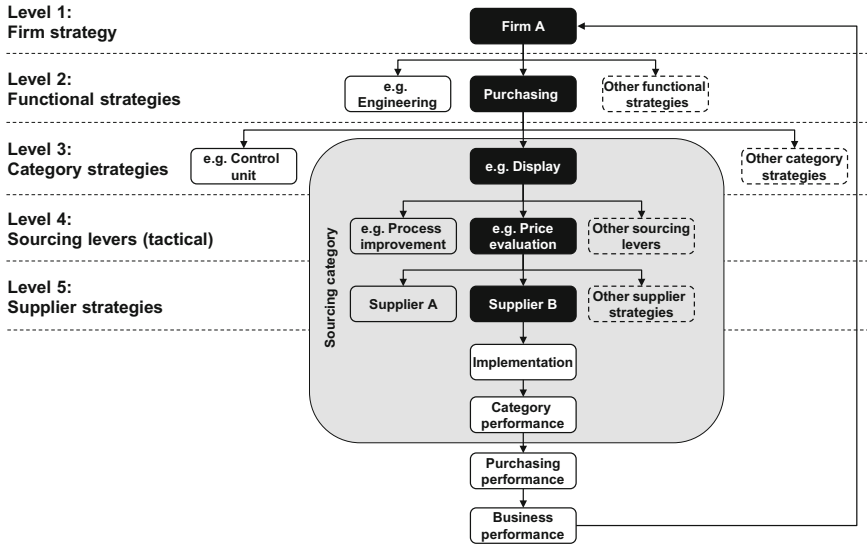 Level 1:
Firm strategy
Firm A
Level 2:
Functional strategies
e.g.
Engineering
Purchasing
Other functional
strategies
Level 3:
Category strategies
e.g. Control
unit
e.g. Display
Other category
strategies
Level 4:
Sourcing levers (tactical)
e.g. Process
improvement
e.g. Price
evaluation
Other sourcing
levers
Level 5:
Supplier strategies
Sourcing category
Supplier A
Supplier B
Other supplier
strategies
Implementation
Category
performance
Purchasing
performance
Business
performance